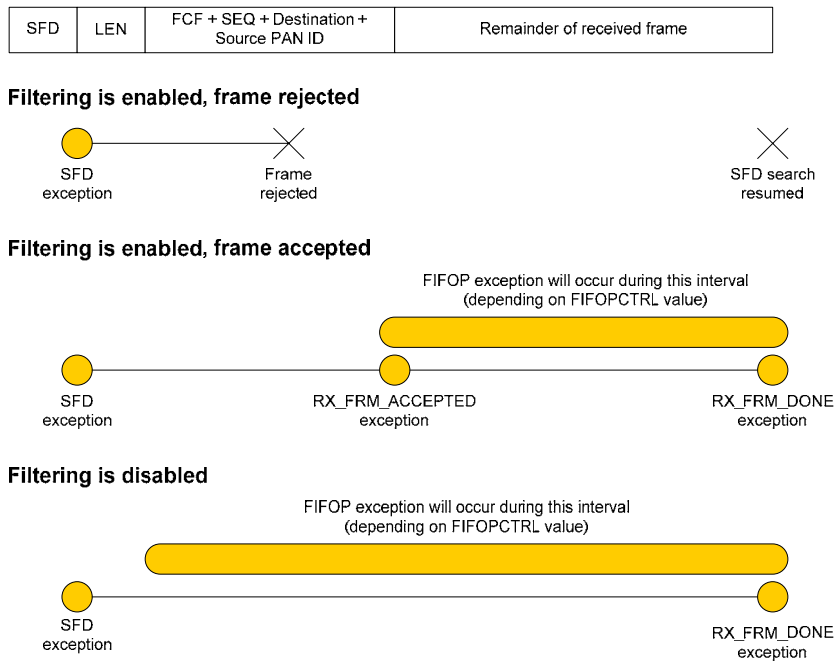 SFD
LEN
FCF + SEQ + Destination +
Source PAN ID
Remainder of received frame
Filtering is enabled, frame rejected
SFD
exception
Frame
rejected
SFD search
resumed
Filtering is enabled, frame accepted
FIFOP exception will occur during this interval
(depending on FIFOPCTRL value)
SFD
exception
RX_FRM_ACCEPTED
exception
RX_FRM_DONE
exception
Filtering is disabled
FIFOP exception will occur during this interval
(depending on FIFOPCTRL value)
SFD
exception
RX_FRM_DONE
exception